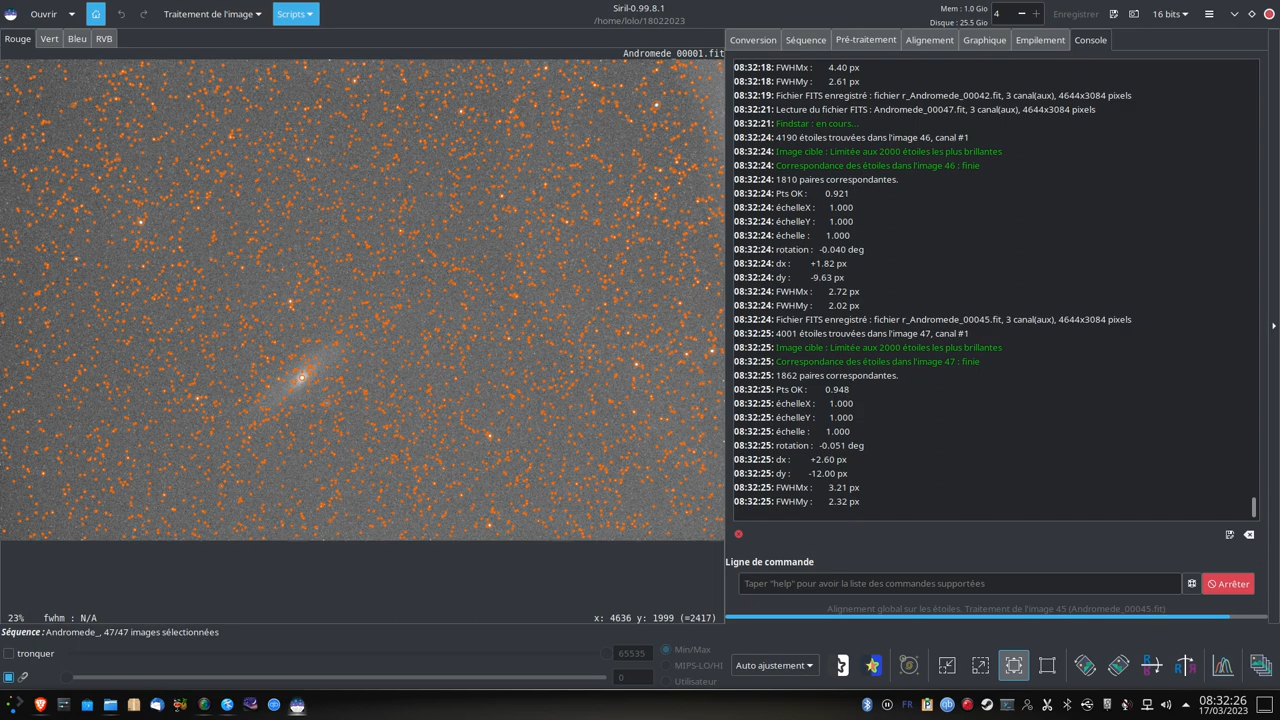 Ouvrir
Traitement de l'image
Scripts
Siril-0.99.8.1
/home/lolo/18022023
Mem : 1.0 Gio
Disque : 25.5 Gio
4
Enregistrer
16 bits
Rouge
Vert
Bleu
RVB
Conversion
Séquence
Pré-traitement
Alignement
Graphique
Empilement
Console
Andromede_00001.fit
08:32:18: FWHMx : 4.40 px
08:32:18: FWHMy : 2.61 px
08:32:19: Fichier FITS enregistré : fichier r_Andromede_00042.fit, 3 canal(aux), 4644x3084 pixels
08:32:21: Lecture du fichier FITS : Andromede_00047.fit, 3 canal(aux), 4644x3084 pixels
08:32:21: Findstar : en cours...
08:32:24: 4190 étoiles trouvées dans l'image 46, canal #1
08:32:24: Image cible : Limitée aux 2000 étoiles les plus brillantes
08:32:24: Correspondance des étoiles dans l'image 46 : finie
08:32:24: 1810 paires correspondantes.
08:32:24: Pts OK : 0.921
08:32:24: échelleX : 1.000
08:32:24: échelleY : 1.000
08:32:24: échelle : 1.000
08:32:24: rotation : -0.040 deg
08:32:24: dx : +1.82 px
08:32:24: dy : -9.63 px
08:32:24: FWHMx : 2.72 px
08:32:24: FWHMy : 2.02 px
08:32:24: Fichier FITS enregistré : fichier r_Andromede_00045.fit, 3 canal(aux), 4644x3084 pixels
08:32:25: 4001 étoiles trouvées dans l'image 47, canal #1
08:32:25: Image cible : Limitée aux 2000 étoiles les plus brillantes
08:32:25: Correspondance des étoiles dans l'image 47 : finie
08:32:25: 1862 paires correspondantes.
08:32:25: Pts OK : 0.948
08:32:25: échelleX : 1.000
08:32:25: échelleY : 1.000
08:32:25: échelle : 1.000
08:32:25: rotation : -0.051 deg
08:32:25: dx : +2.60 px
08:32:25: dy : -12.00 px
08:32:25: FWHMx : 3.21 px
08:32:25: FWHMy : 2.32 px
Ligne de commande
Taper "help" pour avoir la liste des commandes supportées
Arrêter
Alignement global sur les étoiles. Traitement de l'image 45 (Andromede_00045.fit)
23% fwhm : N/A
x: 4636 y: 1999 (=2417)
Séquence : Andromede_, 47/47 images sélectionnées
tronquer
65535
0
Min/Max
MIPS-LO/HI
Utilisateur
Auto ajustement
FR
08:32:26
17/03/2023